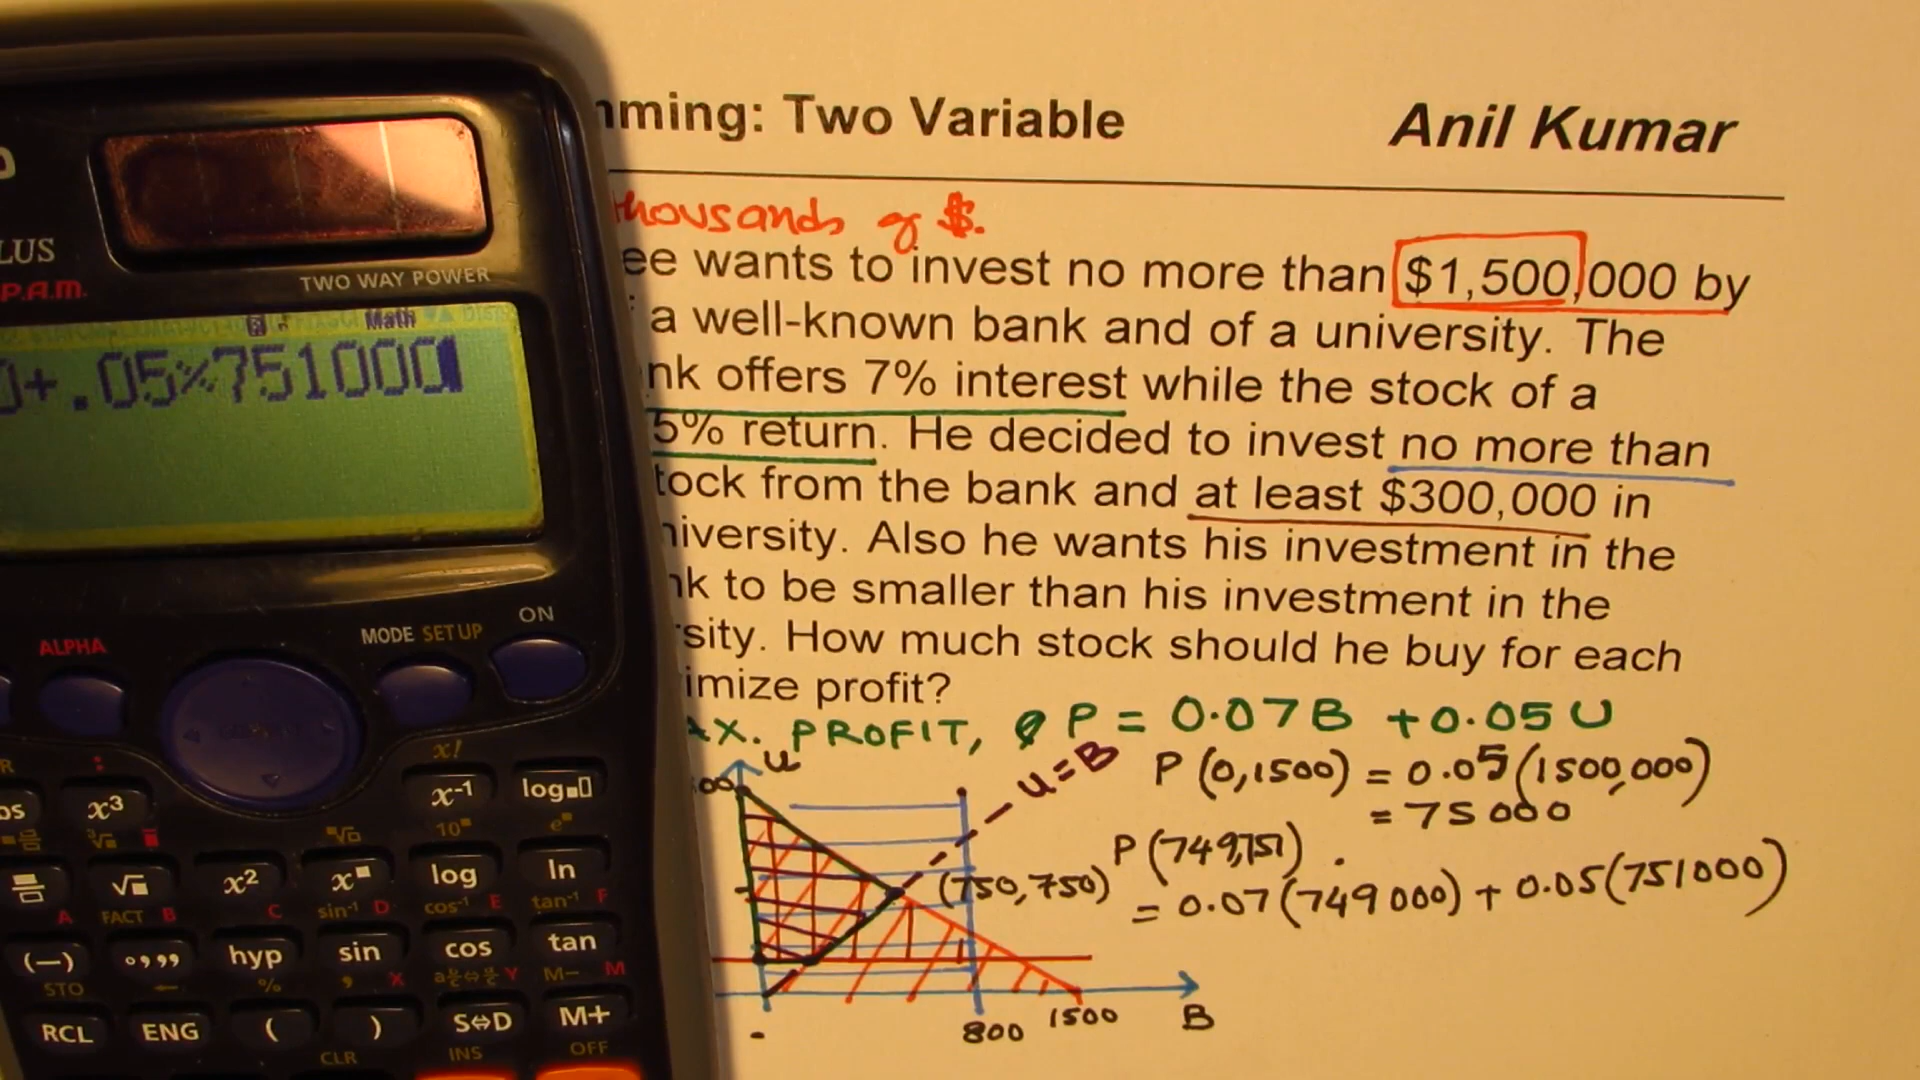 mming: Two Variable Anil Kumar
thousands of $.
ee wants to invest no more than $1,500,000 by
a well-known bank and of a university. The
nk offers 7% interest while the stock of a
5% return. He decided to invest no more than
tock from the bank and at least $300,000 in
niversity. Also he wants his investment in the
nk to be smaller than his investment in the
rsity. How much stock should he buy for each
imize profit?
AX. PROFIT, P = 0.07B + 0.05U
P (0,1500) = 0.05(1500,000)
= 75000
P (749,751)
= 0.07(749000) + 0.05(751000)
U
U=B
(750,750)
800 1500 B
LUS
P.A.M. TWO WAY POWER
Math
0+.05×751000
ON
ALPHA MODE SETUP
x!
x³ x⁻¹ log
10 e
√ x² x log ln
A FACT B C sin⁻¹ D cos⁻¹ E tan⁻¹ F
(—) hyp sin cos tan
STO ← % , X a b/c⇔d/c Y M– M
RCL ENG ( ) S⇔D M+
CLR INS OFF